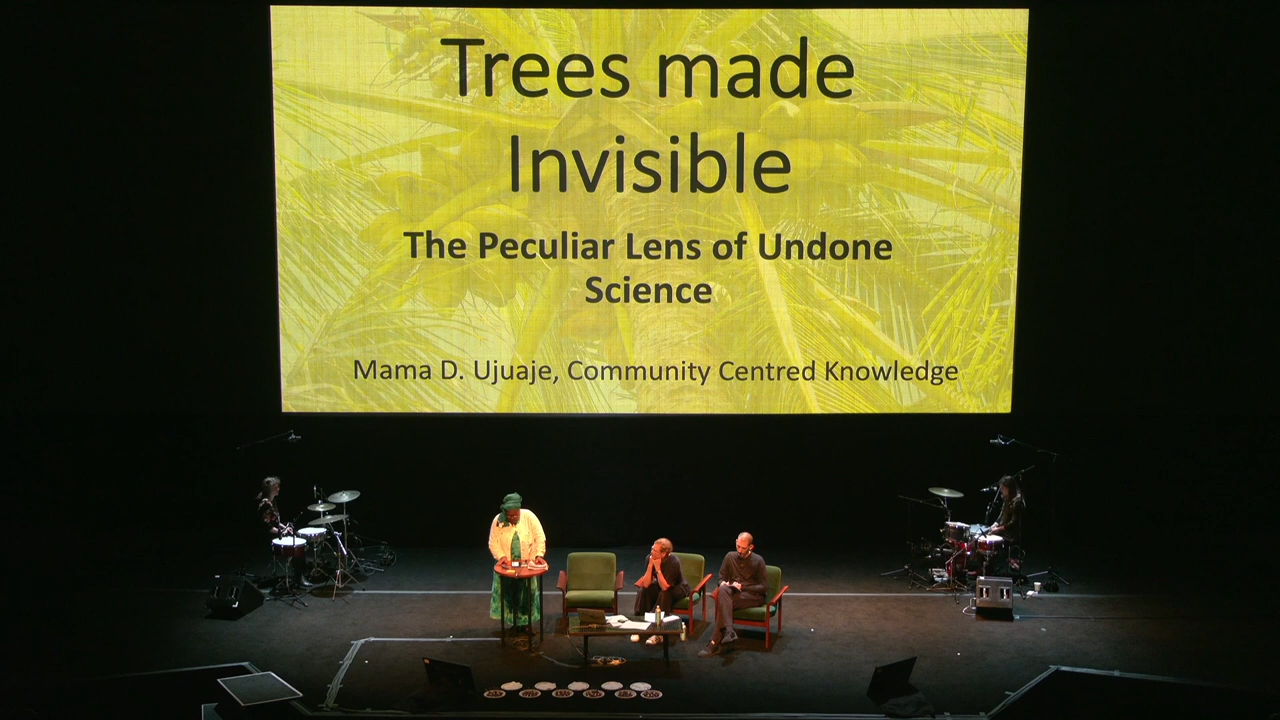 Trees made
Invisible
The Peculiar Lens of Undone
Science
Mama D. Ujuaje, Community Centred Knowledge